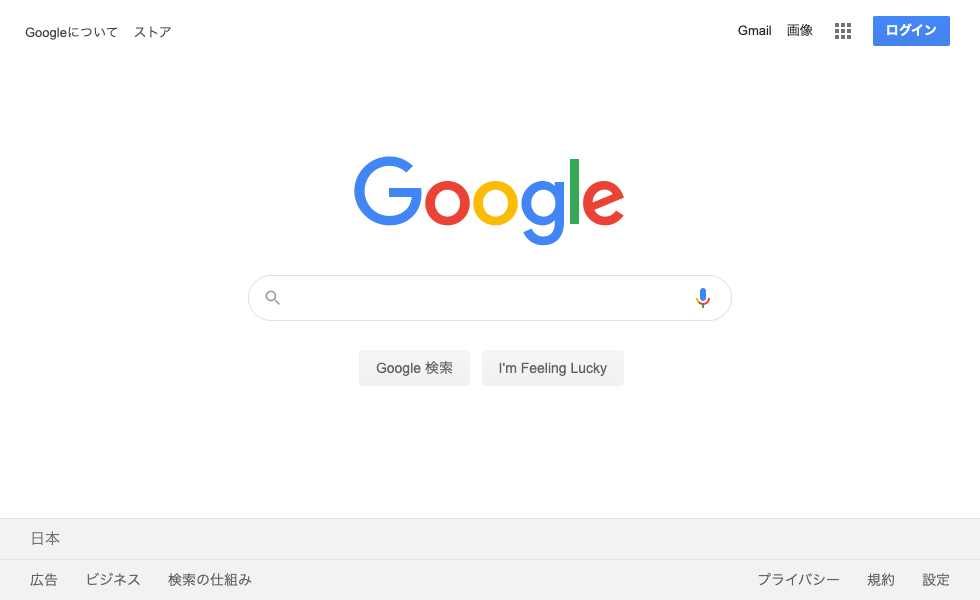 Googleについて ストア Gmail 画像 ログイン
Google
Google 検索 I'm Feeling Lucky
日本
広告 ビジネス 検索の仕組み プライバシー 規約 設定